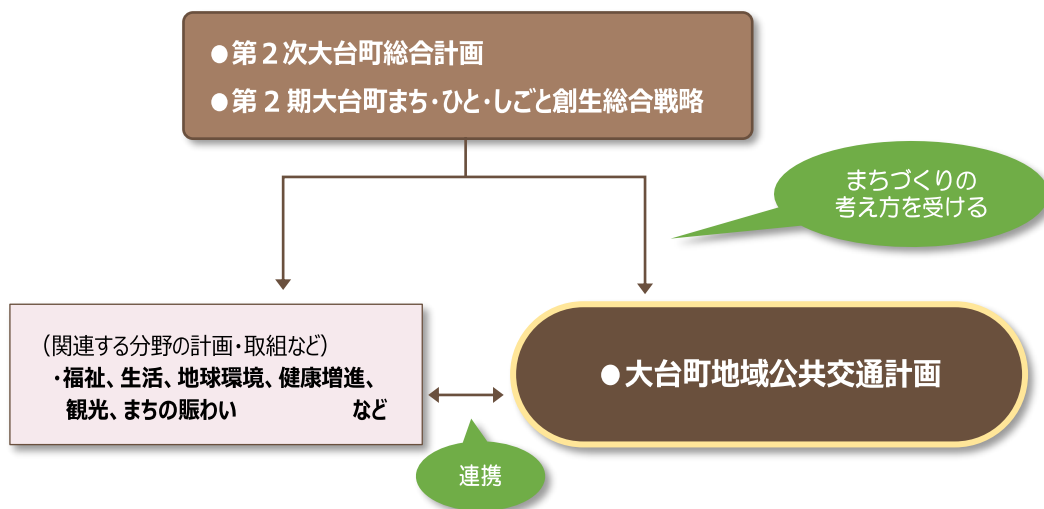 ●第2次大台町総合計画
●第2期大台町まち・ひと・しごと創生総合戦略
まちづくりの
考え方を受ける
（関連する分野の計画・取組など）
・福祉、生活、地球環境、健康増進、
観光、まちの賑わい　　　　　など
●大台町地域公共交通計画
連携